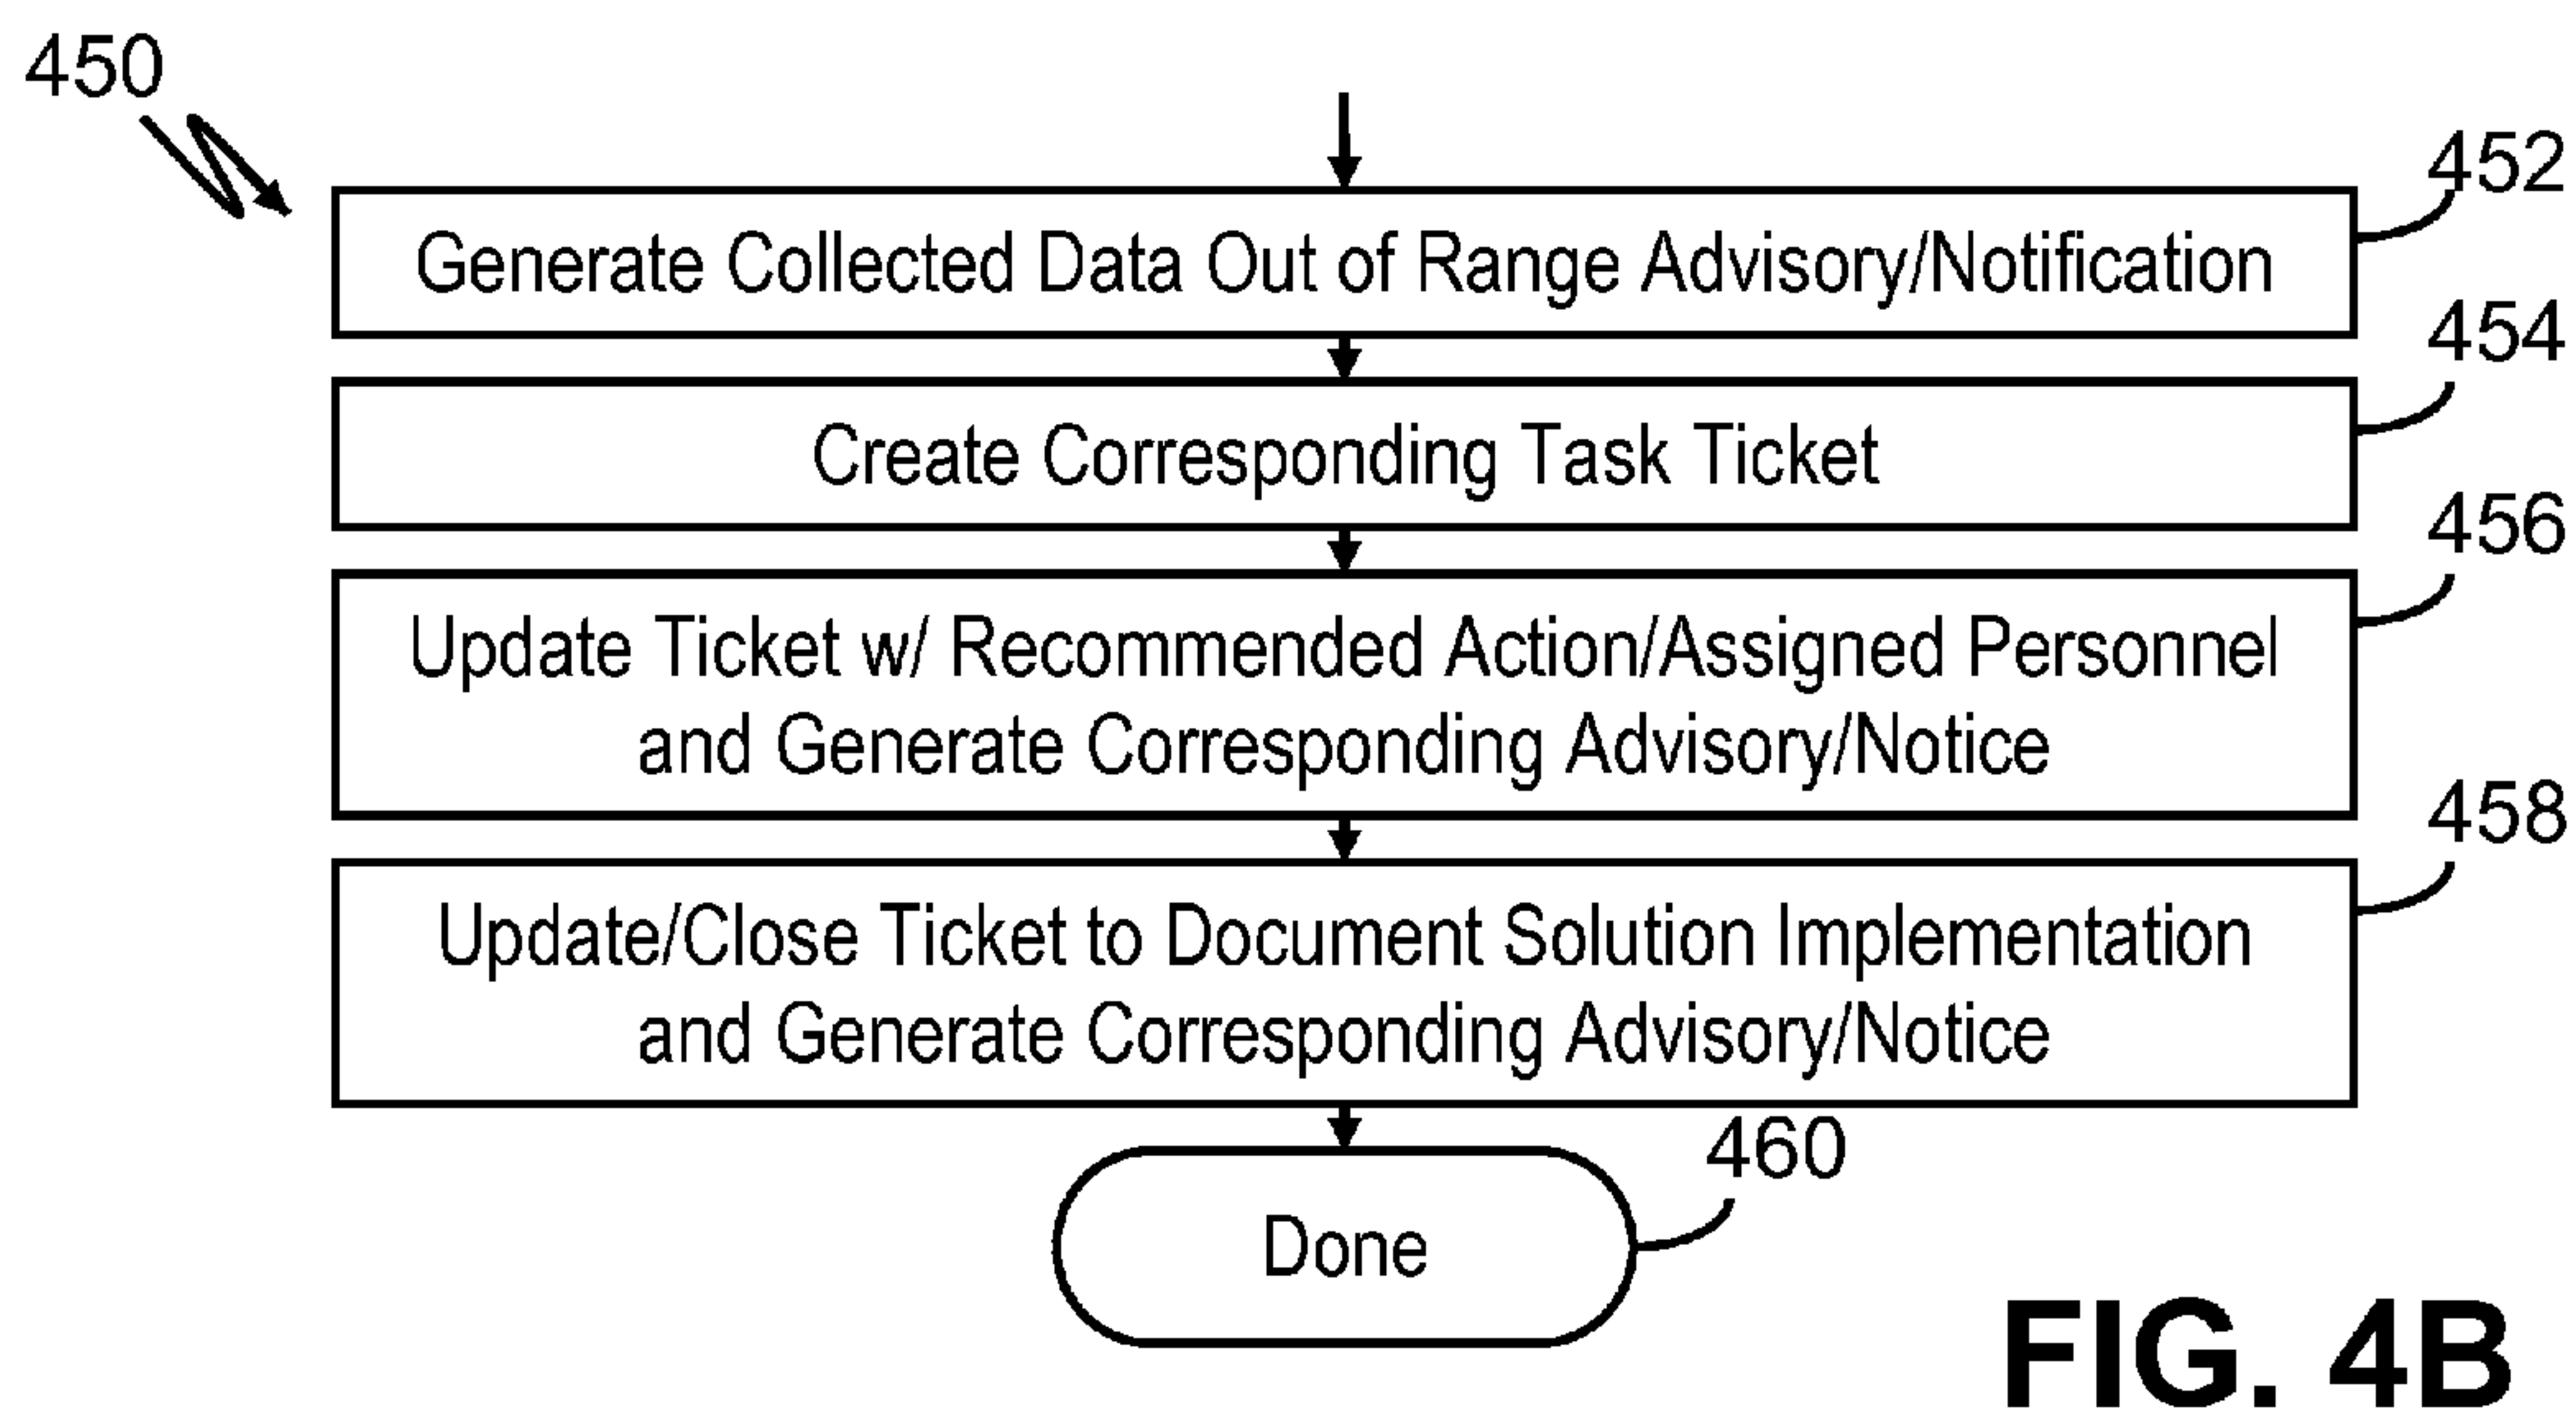 450
452
Generate Collected Data Out of Range Advisory/Notification
454
Create Corresponding Task Ticket
456
Update Ticket w/ Recommended Action/Assigned Personnel
and Generate Corresponding Advisory/Notice
458
Update/Close Ticket to Document Solution Implementation
and Generate Corresponding Advisory/Notice
460
Done
FIG. 4B